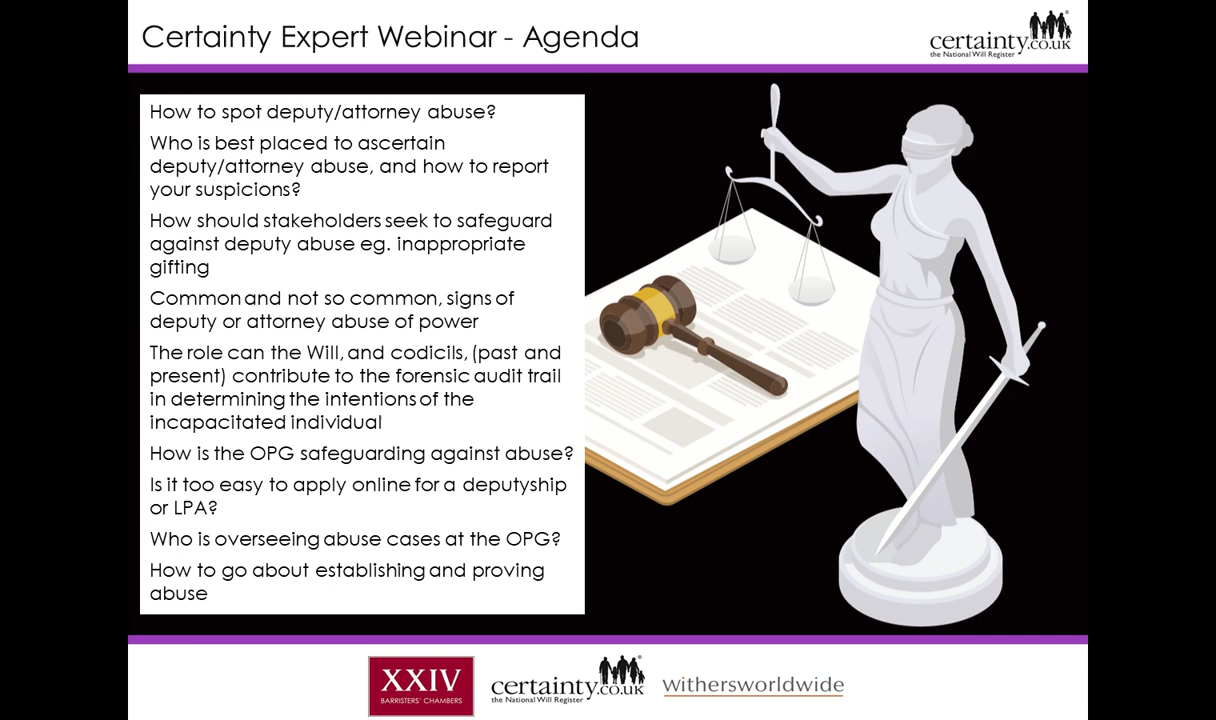 Certainty Expert Webinar - Agenda
certainty.co.uk®
the National Will Register
How to spot deputy/attorney abuse?
Who is best placed to ascertain
deputy/attorney abuse, and how to report
your suspicions?
How should stakeholders seek to safeguard
against deputy abuse eg. inappropriate
gifting
Common and not so common, signs of
deputy or attorney abuse of power
The role can the Will, and codicils, (past and
present) contribute to the forensic audit trail
in determining the intentions of the
incapacitated individual
How is the OPG safeguarding against abuse?
Is it too easy to apply online for a deputyship
or LPA?
Who is overseeing abuse cases at the OPG?
How to go about establishing and proving
abuse
XXIV
BARRISTERS' CHAMBERS
certainty.co.uk®
the National Will Register
withersworldwide